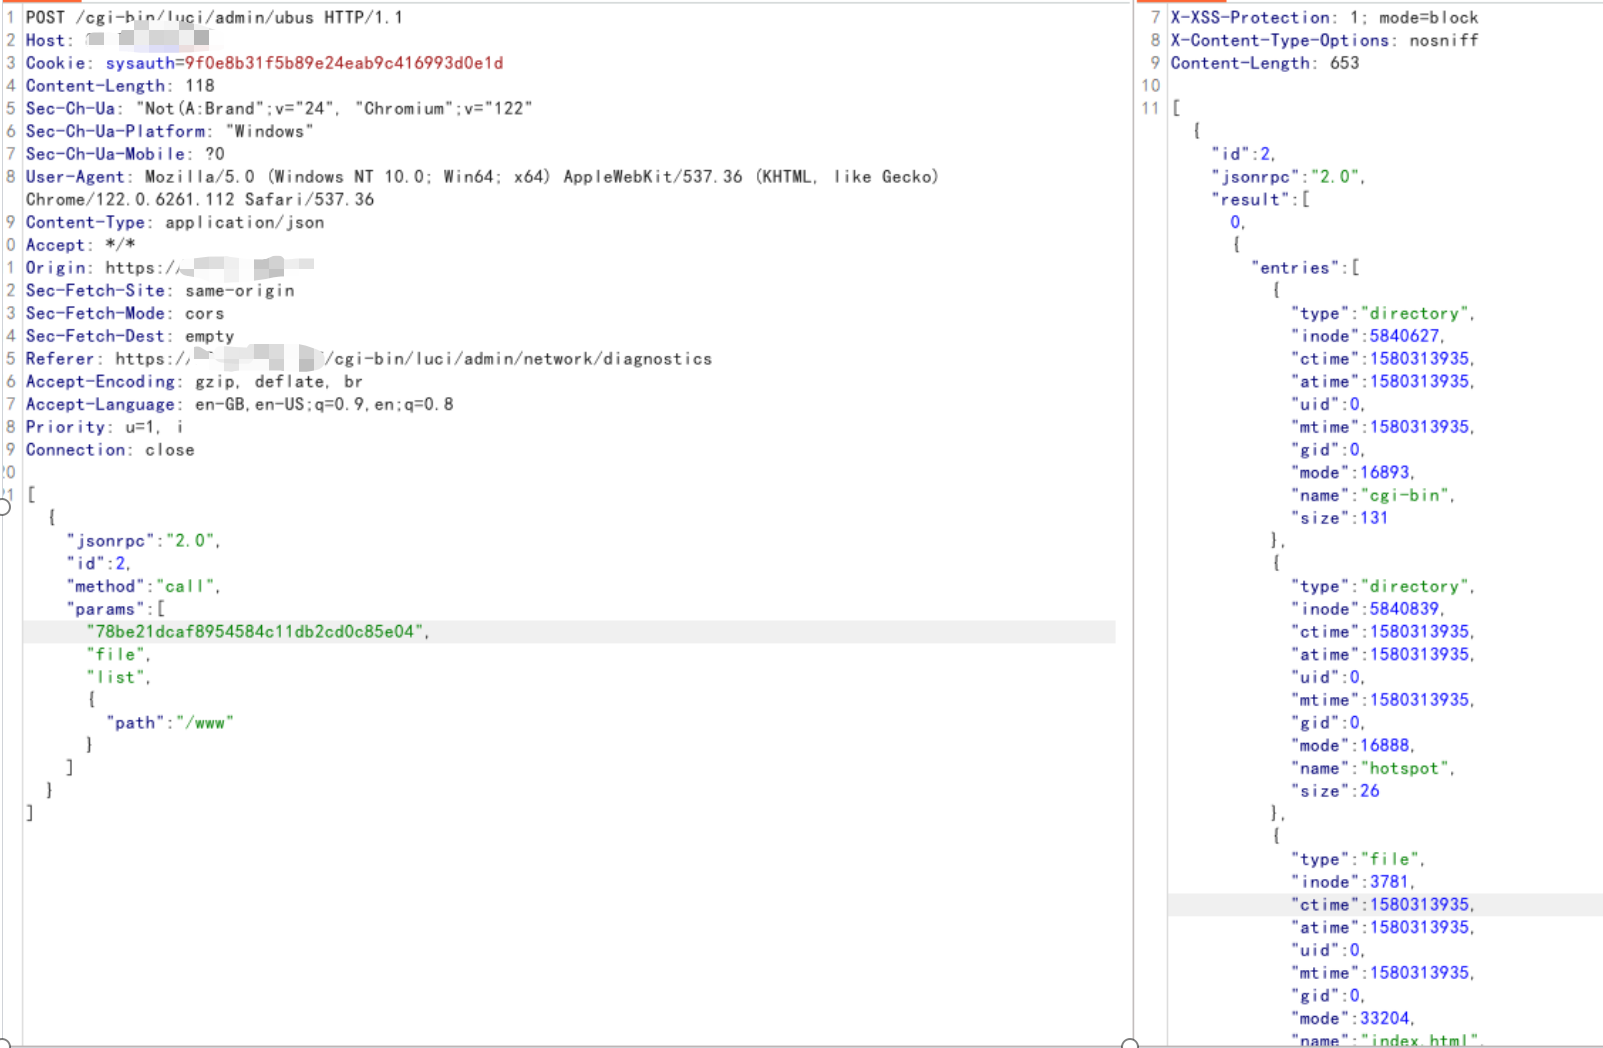 1 POST /cgi-bin/luci/admin/ubus HTTP/1.1
2 Host:
3 Cookie: sysauth=9f0e8b31f5b89e24eab9c416993d0e1d
4 Content-Length: 118
5 Sec-Ch-Ua: "Not(A:Brand";v="24", "Chromium";v="122"
6 Sec-Ch-Ua-Platform: "Windows"
7 Sec-Ch-Ua-Mobile: ?0
8 User-Agent: Mozilla/5.0 (Windows NT 10.0; Win64; x64) AppleWebKit/537.36 (KHTML, like Gecko)
Chrome/122.0.6261.112 Safari/537.36
9 Content-Type: application/json
0 Accept: */*
1 Origin: https://
2 Sec-Fetch-Site: same-origin
3 Sec-Fetch-Mode: cors
4 Sec-Fetch-Dest: empty
5 Referer: https:// /cgi-bin/luci/admin/network/diagnostics
6 Accept-Encoding: gzip, deflate, br
7 Accept-Language: en-GB,en-US;q=0.9,en;q=0.8
8 Priority: u=1, i
9 Connection: close
20
21 [
{
"jsonrpc":"2.0",
"id":2,
"method":"call",
"params":[
"78be21dcaf8954584c11db2cd0c85e04",
"file",
"list",
{
"path":"/www"
}
]
}
]
7 X-XSS-Protection: 1; mode=block
8 X-Content-Type-Options: nosniff
9 Content-Length: 653
10
11 [
{
"id":2,
"jsonrpc":"2.0",
"result":[
0,
{
"entries":[
{
"type":"directory",
"inode":5840627,
"ctime":1580313935,
"atime":1580313935,
"uid":0,
"mtime":1580313935,
"gid":0,
"mode":16893,
"name":"cgi-bin",
"size":131
},
{
"type":"directory",
"inode":5840839,
"ctime":1580313935,
"atime":1580313935,
"uid":0,
"mtime":1580313935,
"gid":0,
"mode":16888,
"name":"hotspot",
"size":26
},
{
"type":"file",
"inode":3781,
"ctime":1580313935,
"atime":1580313935,
"uid":0,
"mtime":1580313935,
"gid":0,
"mode":33204,
"name":"index.html",